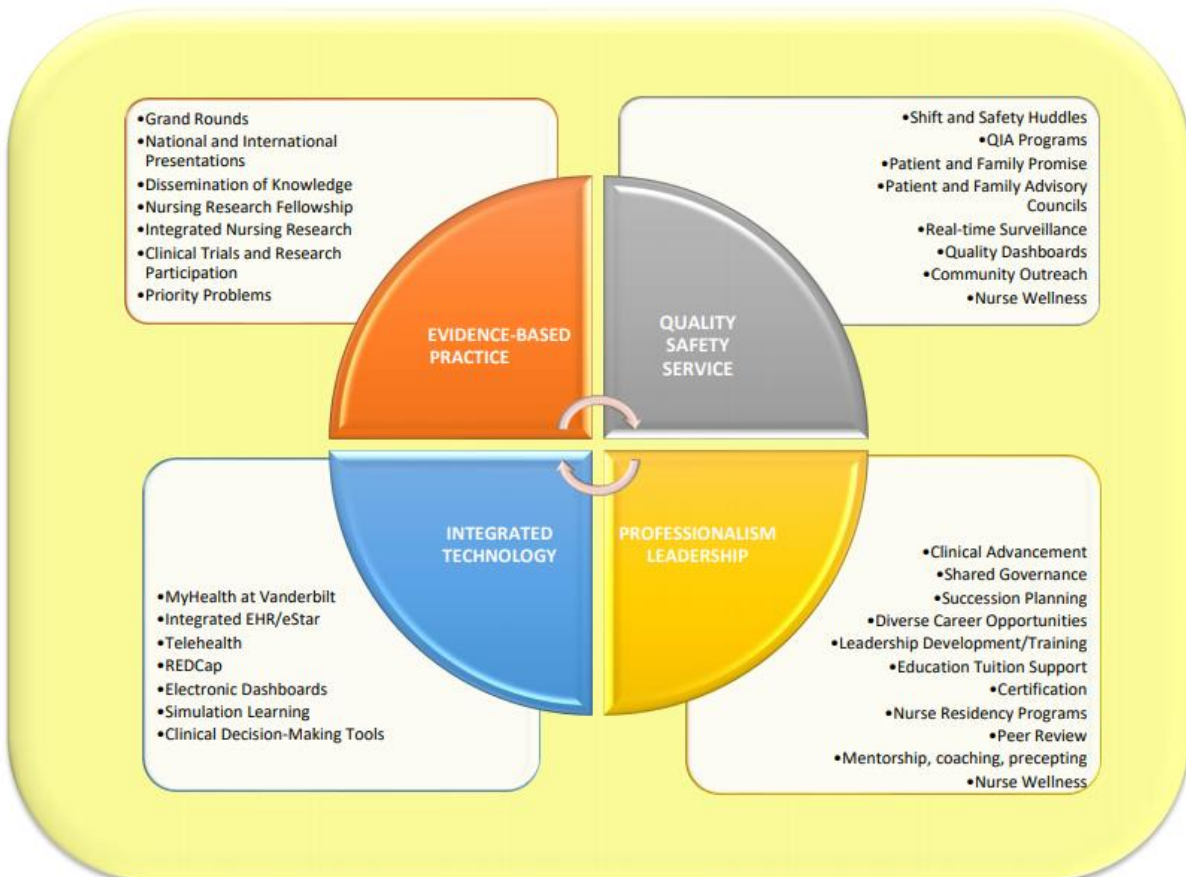 •Grand Rounds
•National and International
Presentations
•Dissemination of Knowledge
•Nursing Research Fellowship
•Integrated Nursing Research
•Clinical Trials and Research
Participation
•Priority Problems
•Shift and Safety Huddles
•QIA Programs
•Patient and Family Promise
•Patient and Family Advisory
Councils
•Real-time Surveillance
•Quality Dashboards
•Community Outreach
•Nurse Wellness
EVIDENCE-BASED
PRACTICE
QUALITY
SAFETY
SERVICE
INTEGRATED
TECHNOLOGY
PROFESSIONALISM
LEADERSHIP
•MyHealth at Vanderbilt
•Integrated EHR/eStar
•Telehealth
•REDCap
•Electronic Dashboards
•Simulation Learning
•Clinical Decision-Making Tools
•Clinical Advancement
•Shared Governance
•Succession Planning
•Diverse Career Opportunities
•Leadership Development/Training
•Education Tuition Support
•Certification
•Nurse Residency Programs
•Peer Review
•Mentorship, coaching, precepting
•Nurse Wellness